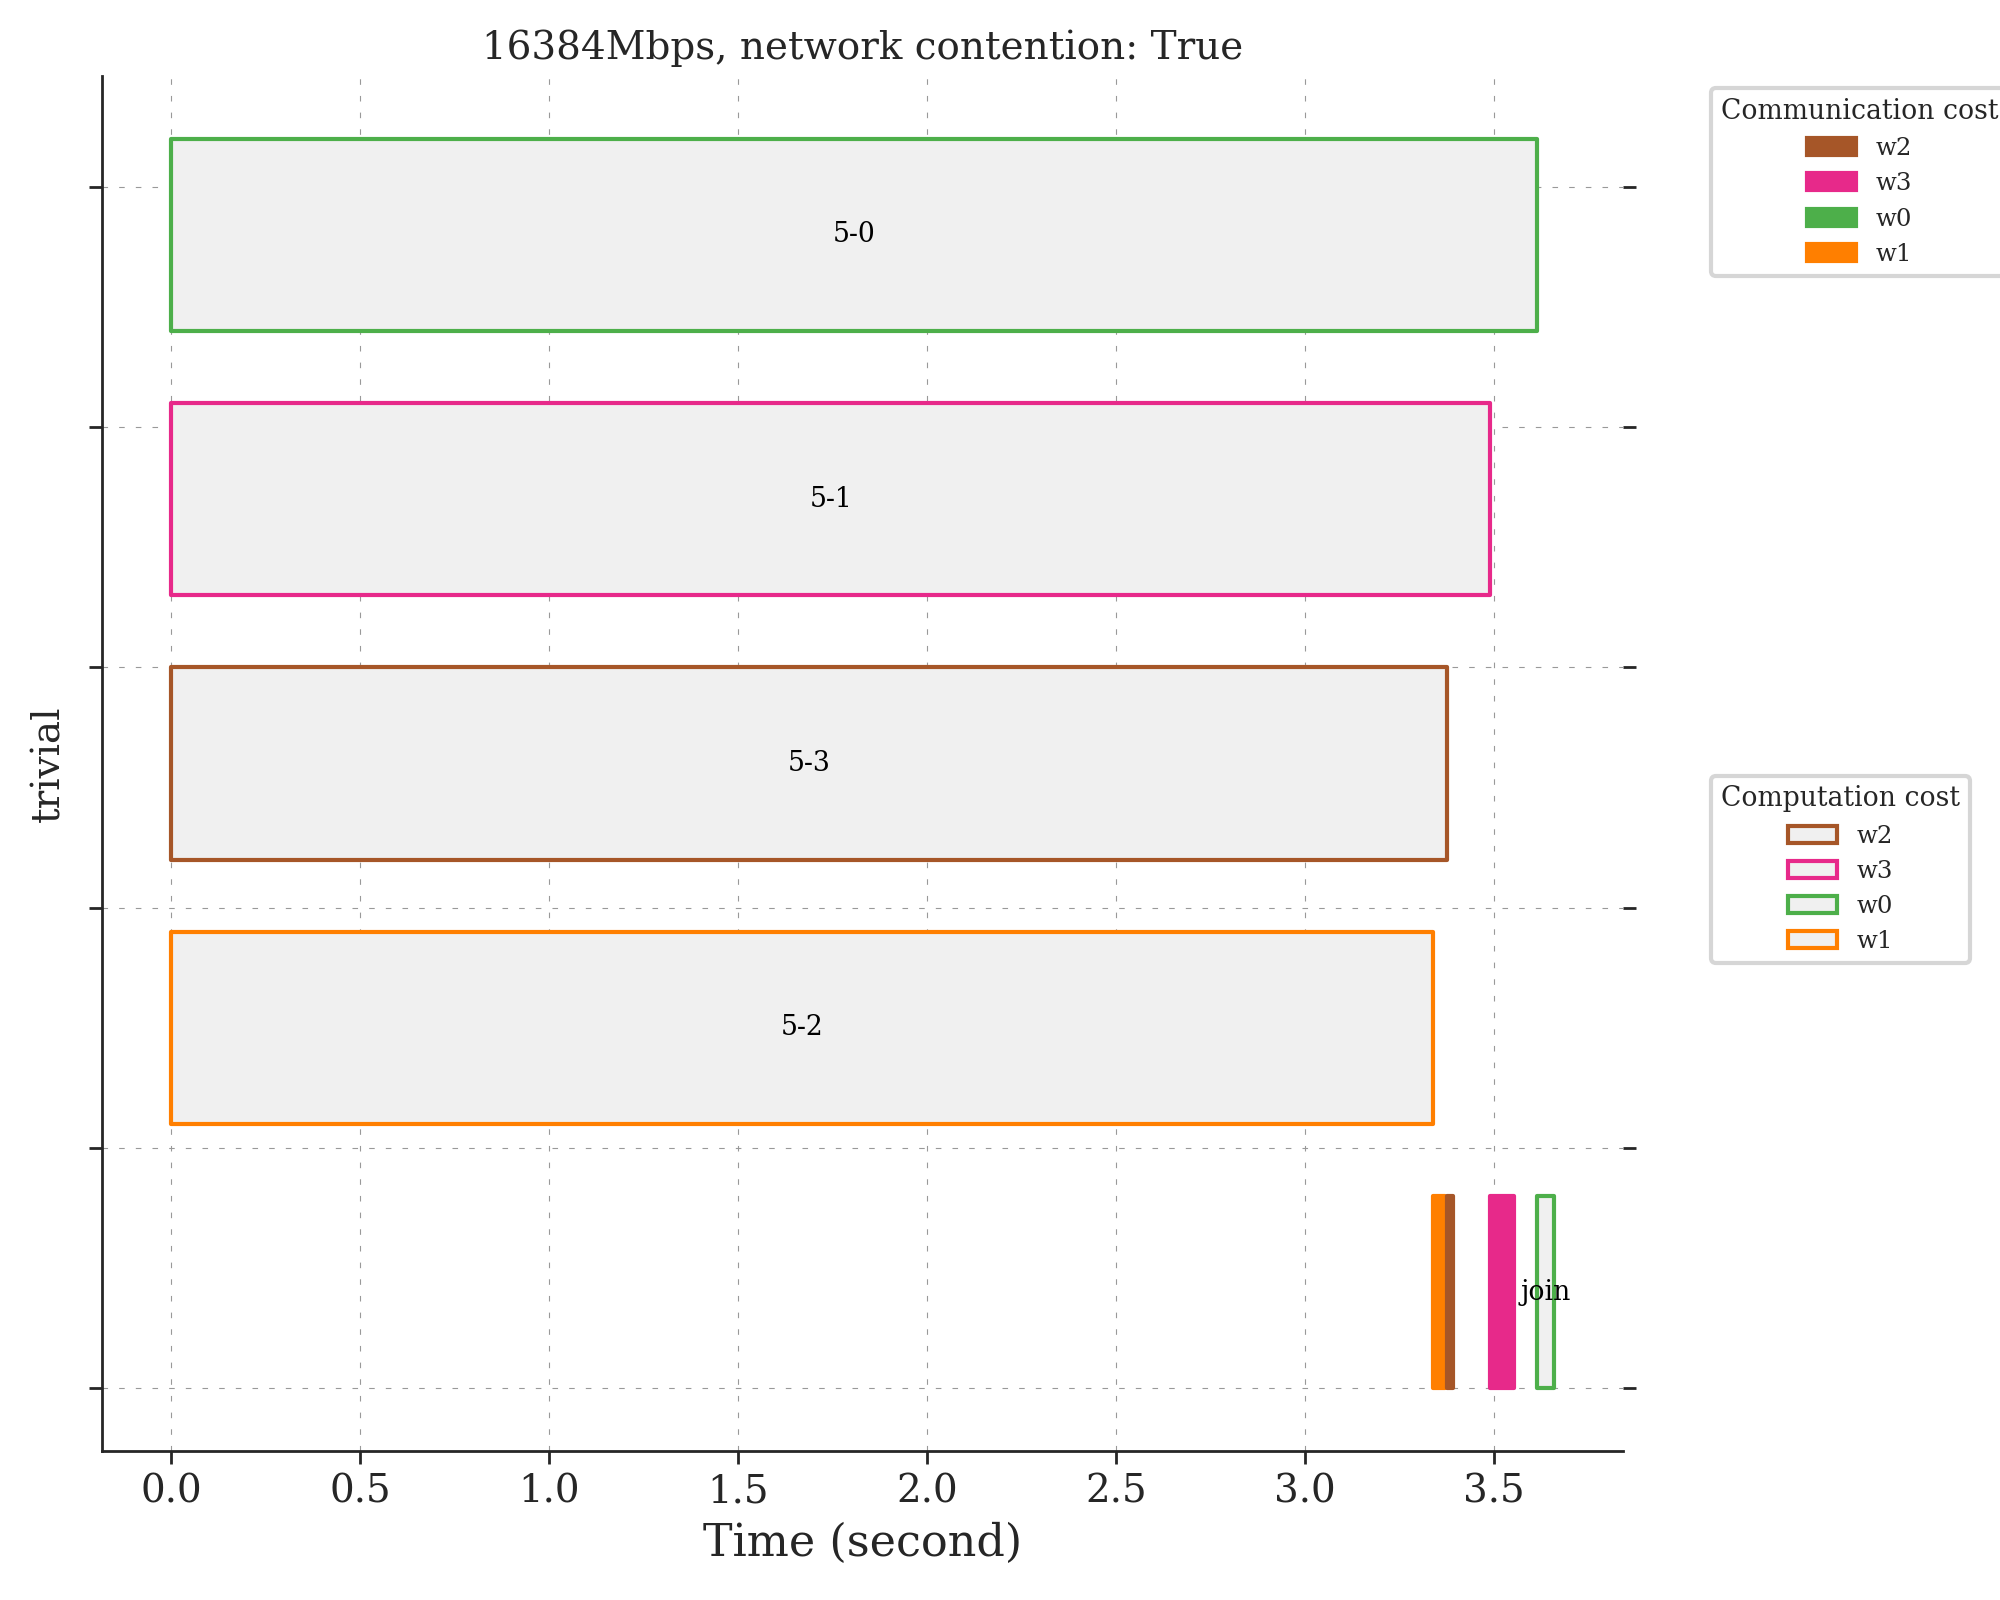 16384Mbps, network contention: True
Communication cost
w2
w3
w0
w1
5-0
5-1
5-3
5-2
join
trivial
Computation cost
w2
w3
w0
w1
0.0 0.5 1.0 1.5 2.0 2.5 3.0 3.5
Time (second)